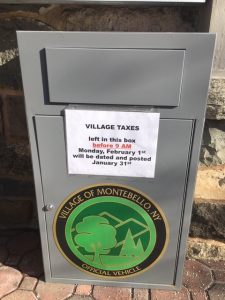 VILLAGE TAXES
left in this box
before 9 AM
Monday, February 1st
will be dated and posted
January 31st
VILLAGE OF MONTEBELLO, NY
OFFICIAL VEHICLE